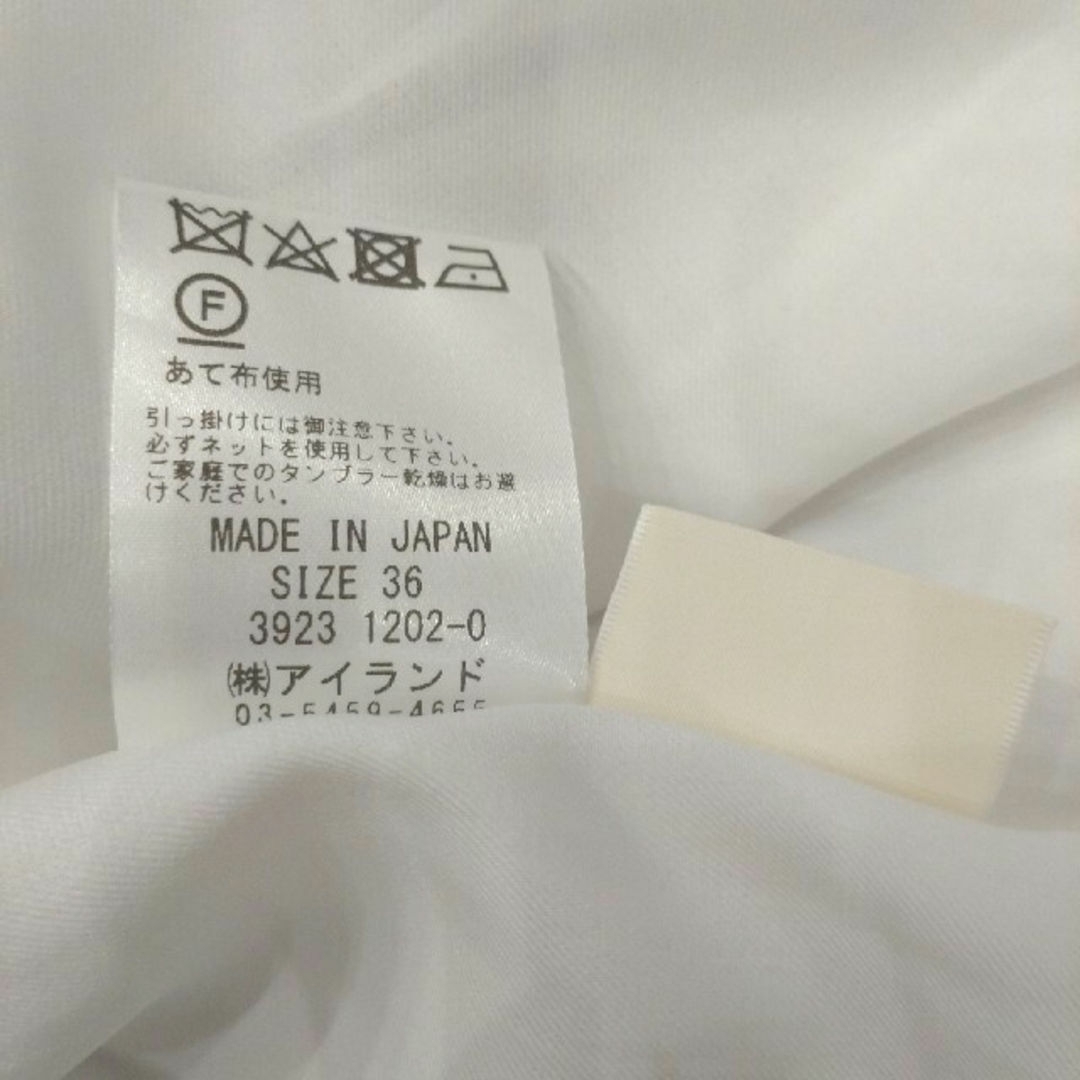 F
あて布使用
引っ掛けには御注意下さい。
必ずネットを使用して下さい。
ご家庭でのタンブラー乾燥はお避
けください。
MADE IN JAPAN
SIZE 36
3923 1202-0
㈱アイランド
03-5459-4655